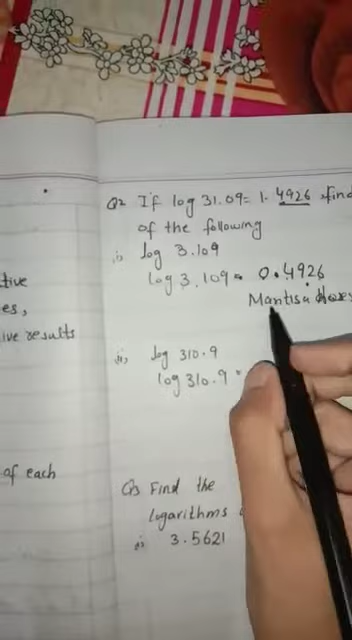 Q2 If log 31.09 = 1.4926, find
of the following
i) log 3.109
log 3.109 = 0.4926
Mantisa does
ii) log 310.9
log 310.9 =
Q3 Find the
logarithms
i) 3.5621
tive
es,
ive results
of each